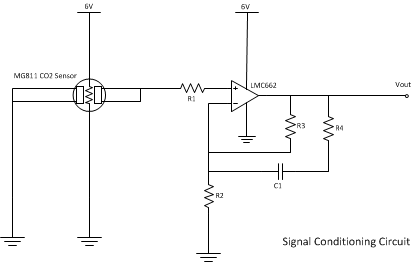 6V
6V
MG811 CO2 Sensor
LMC662
Vout
R1
+
−
R3
R4
C1
R2
Signal Conditioning Circuit